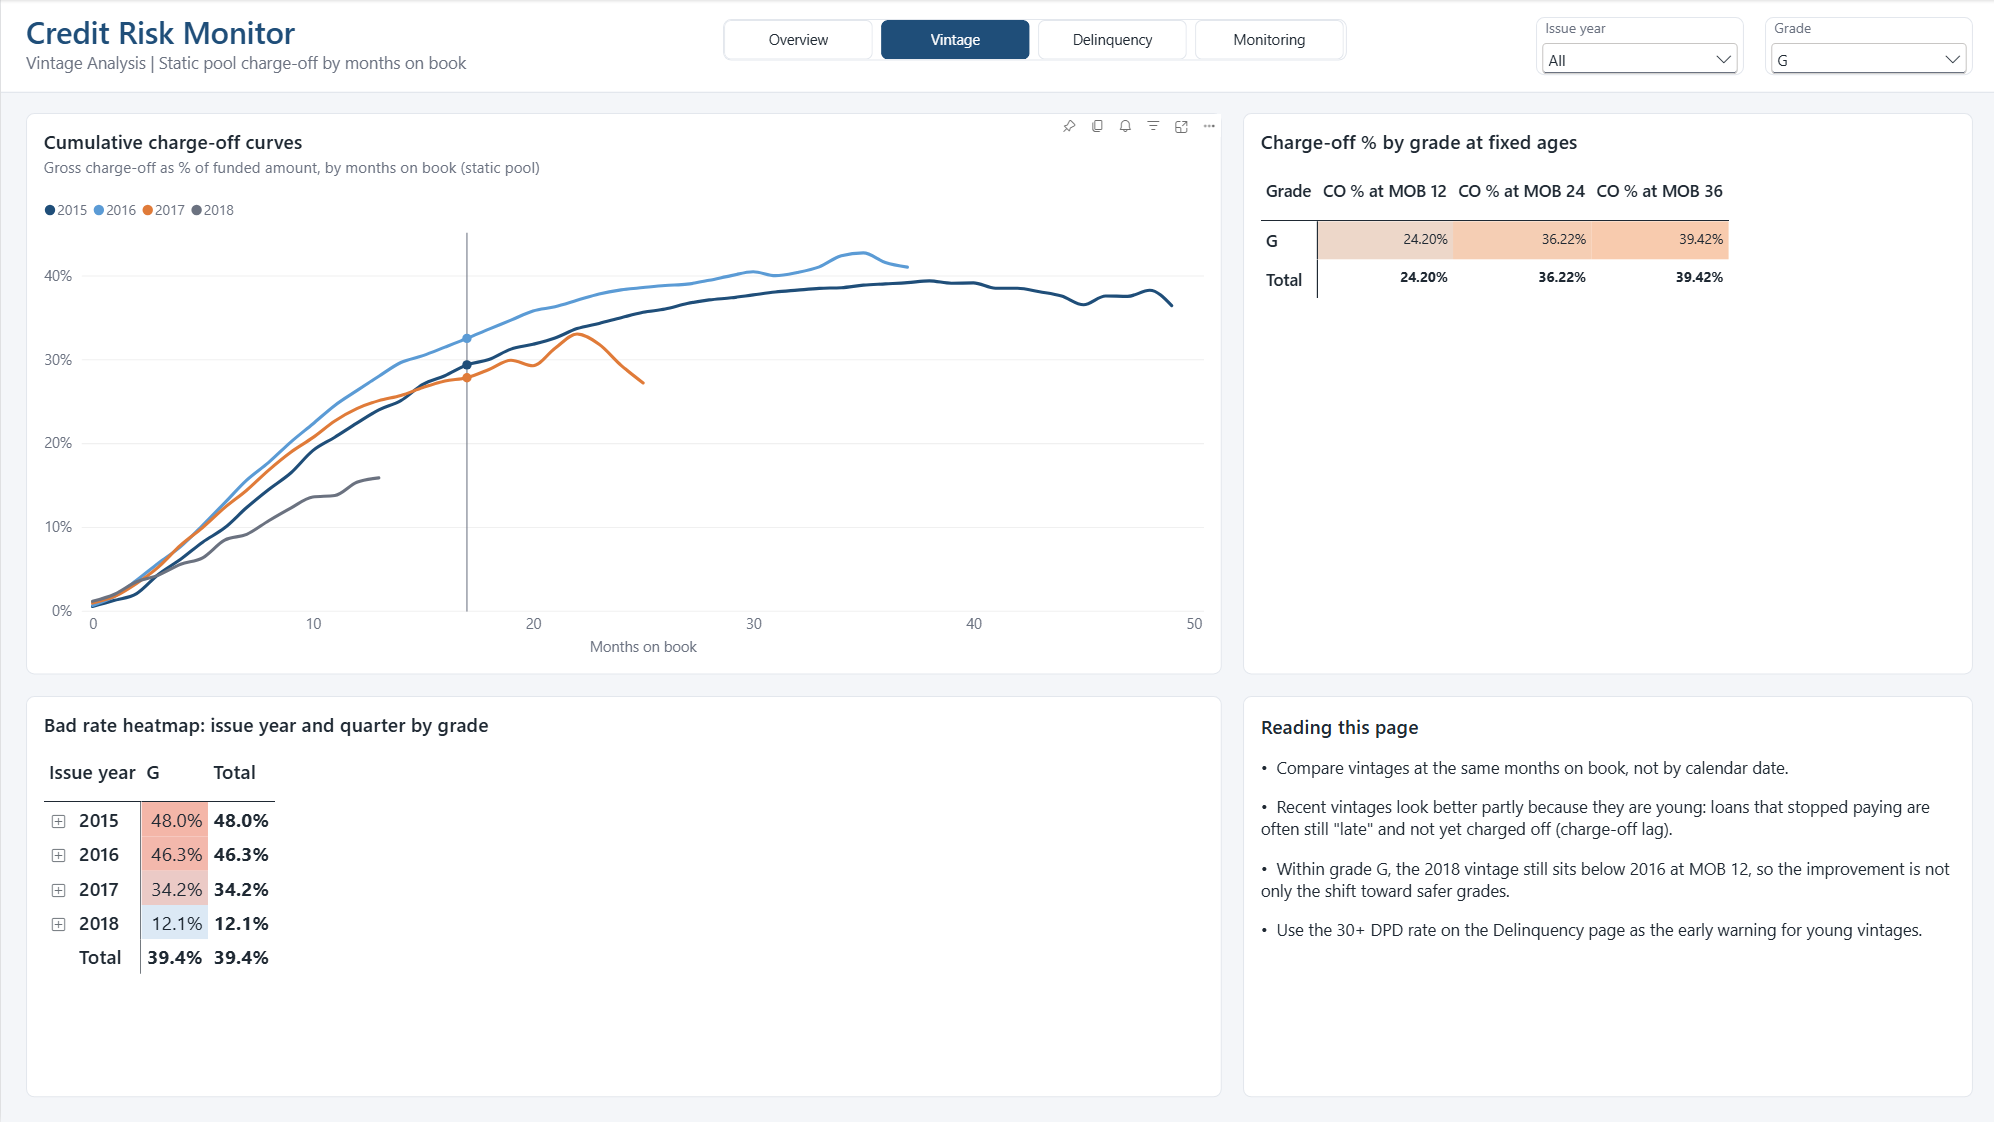 Credit Risk Monitor
Vintage Analysis | Static pool charge-off by months on book
Overview
Vintage
Delinquency
Monitoring
Issue year
All
Grade
G
Cumulative charge-off curves
Gross charge-off as % of funded amount, by months on book (static pool)
2015 2016 2017 2018
40%
30%
20%
10%
0%
0 10 20 30 40 50
Months on book
Charge-off % by grade at fixed ages
Grade CO % at MOB 12 CO % at MOB 24 CO % at MOB 36
G 24.20% 36.22% 39.42%
Total 24.20% 36.22% 39.42%
Bad rate heatmap: issue year and quarter by grade
Issue year G Total
2015 48.0% 48.0%
2016 46.3% 46.3%
2017 34.2% 34.2%
2018 12.1% 12.1%
Total 39.4% 39.4%
Reading this page
• Compare vintages at the same months on book, not by calendar date.
• Recent vintages look better partly because they are young: loans that stopped paying are
often still "late" and not yet charged off (charge-off lag).
• Within grade G, the 2018 vintage still sits below 2016 at MOB 12, so the improvement is not
only the shift toward safer grades.
• Use the 30+ DPD rate on the Delinquency page as the early warning for young vintages.